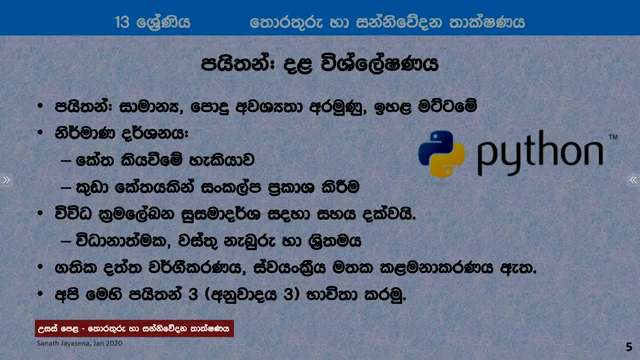 13 ශ්‍රේණිය තොරතුරු හා සන්නිවේදන තාක්ෂණය
පයිතන්: දළ විශ්ලේෂණය
• පයිතන්: සාමාන්‍ය, පොදු අවශ්‍යතා අරමුණු, ඉහළ මට්ටමේ
• නිර්මාණ දර්ශනය:
– කේත කියවීමේ හැකියාව
– කුඩා කේතයකින් සංකල්ප ප්‍රකාශ කිරීම
python™
• විවිධ ක්‍රමලේඛන සුසමාදර්ශ සදහා සහය දක්වයි.
– විධානාත්මක, වස්තු නැබුරු හා ශ්‍රිතමය
• ගතික දත්ත වර්ගීකරණය, ස්වයංක්‍රීය මතක කළමනාකරණය ඇත.
• අපි මෙහි පයිතන් 3 (අනුවාදය 3) භාවිතා කරමු.
උසස් පෙළ - තොරතුරු හා සන්නිවේදන තාක්ෂණය
Sanath Jayasena, Jan 2020
5